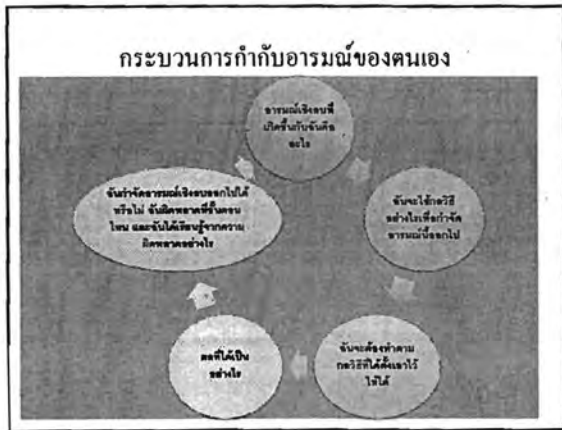 กระบวนการกำกับอารมณ์ของตนเอง
อารมณ์เชิงลบที่
เกิดขึ้นกับฉันคือ
อะไร
ฉันจะใช้กลวิธี
อย่างไรเพื่อกำจัด
อารมณ์นี้ออกไป
ฉันจะต้องทำตาม
กลวิธีที่ได้ตั้งเอาไว้
ให้ได้
ผลที่ได้เป็น
อย่างไร
ฉันกำจัดอารมณ์เชิงลบออกไปได้
หรือไม่ ฉันผิดพลาดที่ขั้นตอน
ไหน และฉันได้เรียนรู้จากความ
ผิดพลาดอย่างไร